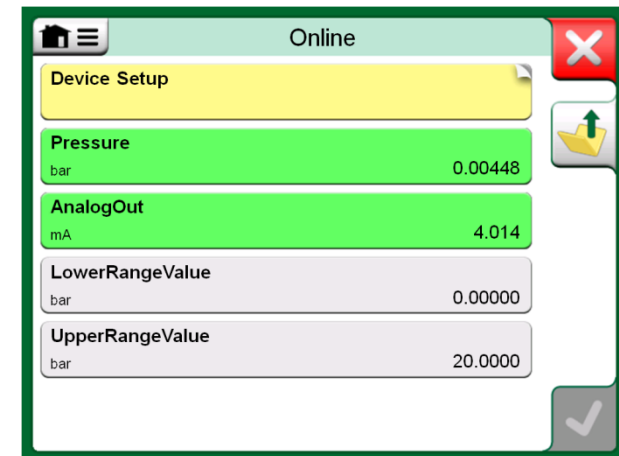 Online
Device Setup
Pressure
bar 0.00448
AnalogOut
mA 4.014
LowerRangeValue
bar 0.00000
UpperRangeValue
bar 20.0000